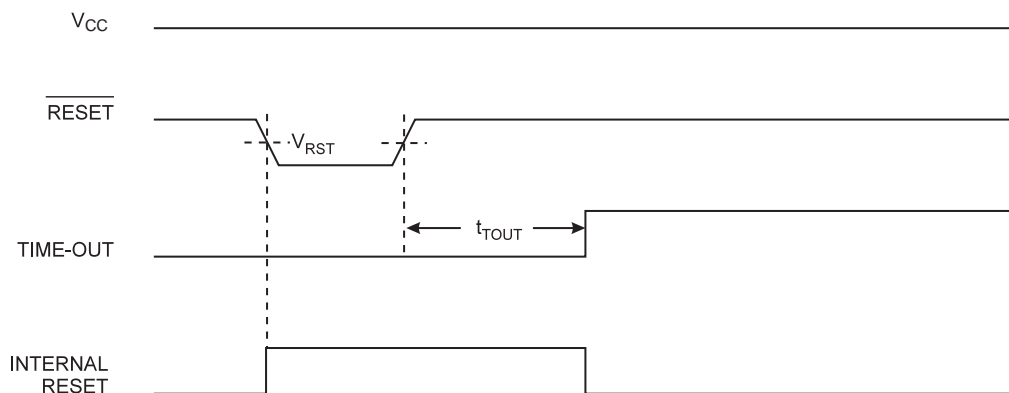 VCC
RESET
VRST
tTOUT
TIME-OUT
INTERNAL
RESET